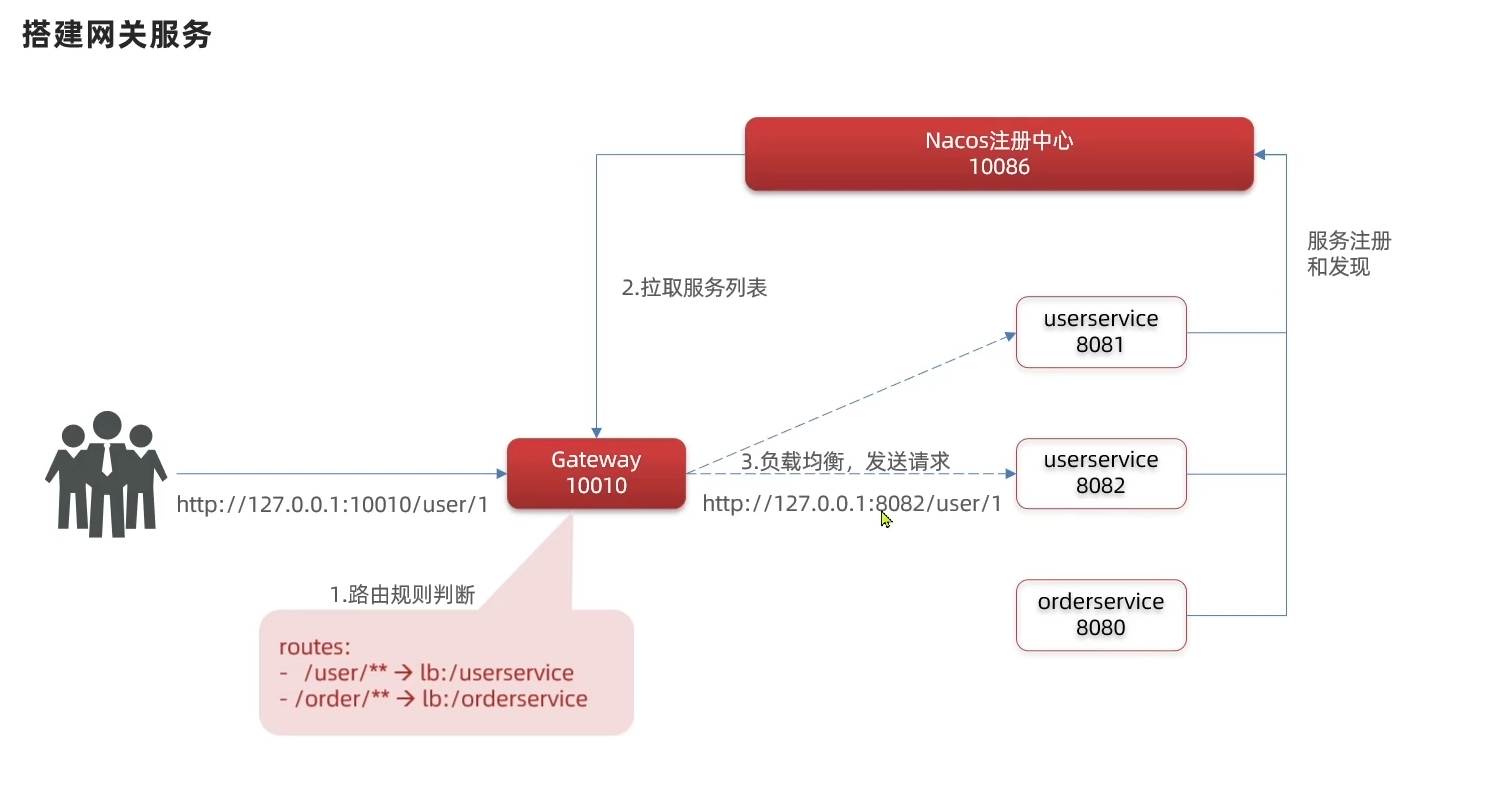 搭建网关服务
Nacos注册中心
10086
服务注册
和发现
2.拉取服务列表
userservice
8081
Gateway
10010
3.负载均衡，发送请求
userservice
8082
http://127.0.0.1:10010/user/1
http://127.0.0.1:8082/user/1
1.路由规则判断
orderservice
8080
routes:
- /user/** → lb:/userservice
- /order/** → lb:/orderservice